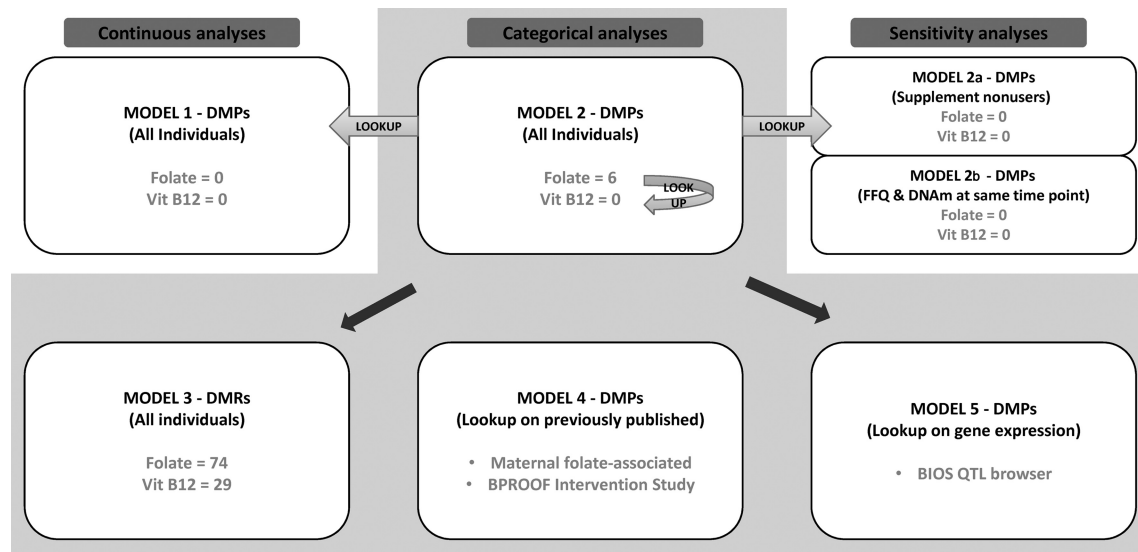 Continuous analyses
Categorical analyses
Sensitivity analyses
MODEL 1 - DMPs
(All Individuals)
Folate = 0
Vit B12 = 0
LOOKUP
MODEL 2 - DMPs
(All Individuals)
Folate = 6
Vit B12 = 0
LOOK
UP
LOOKUP
MODEL 2a - DMPs
(Supplement nonusers)
Folate = 0
Vit B12 = 0
MODEL 2b - DMPs
(FFQ & DNAm at same time point)
Folate = 0
Vit B12 = 0
MODEL 3 - DMRs
(All individuals)
Folate = 74
Vit B12 = 29
MODEL 4 - DMPs
(Lookup on previously published)
• Maternal folate-associated
• BPROOF Intervention Study
MODEL 5 - DMPs
(Lookup on gene expression)
• BIOS QTL browser